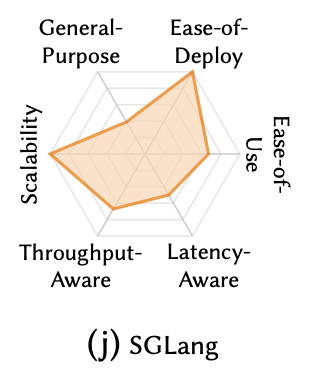 General-
Purpose
Ease-of-
Deploy
Scalability
Ease-of-
Use
Throughput-
Aware
Latency-
Aware
(j) SGLang